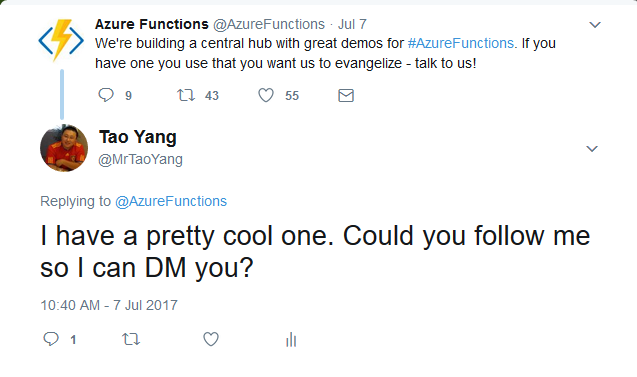 Azure Functions @AzureFunctions · Jul 7
We're building a central hub with great demos for #AzureFunctions. If you
have one you use that you want us to evangelize - talk to us!
9 43 55
Tao Yang
@MrTaoYang
Replying to @AzureFunctions
I have a pretty cool one. Could you follow me
so I can DM you?
10:40 AM - 7 Jul 2017
1